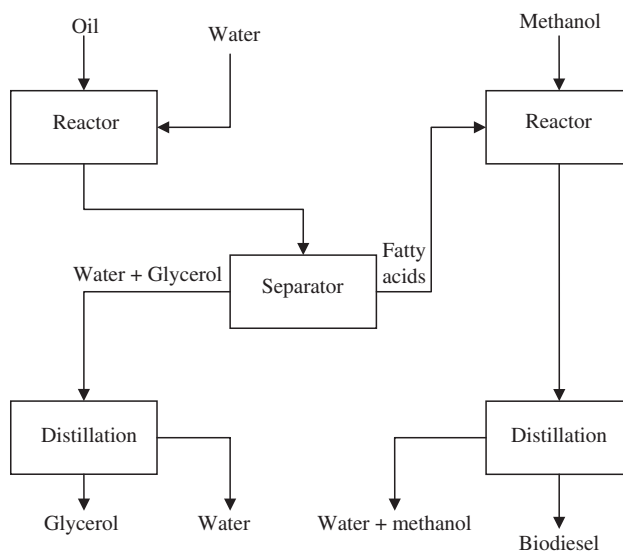 Oil
Water
Methanol
Reactor
Reactor
Fatty
acids
Water + Glycerol
Separator
Distillation
Distillation
Glycerol
Water
Water + methanol
Biodiesel